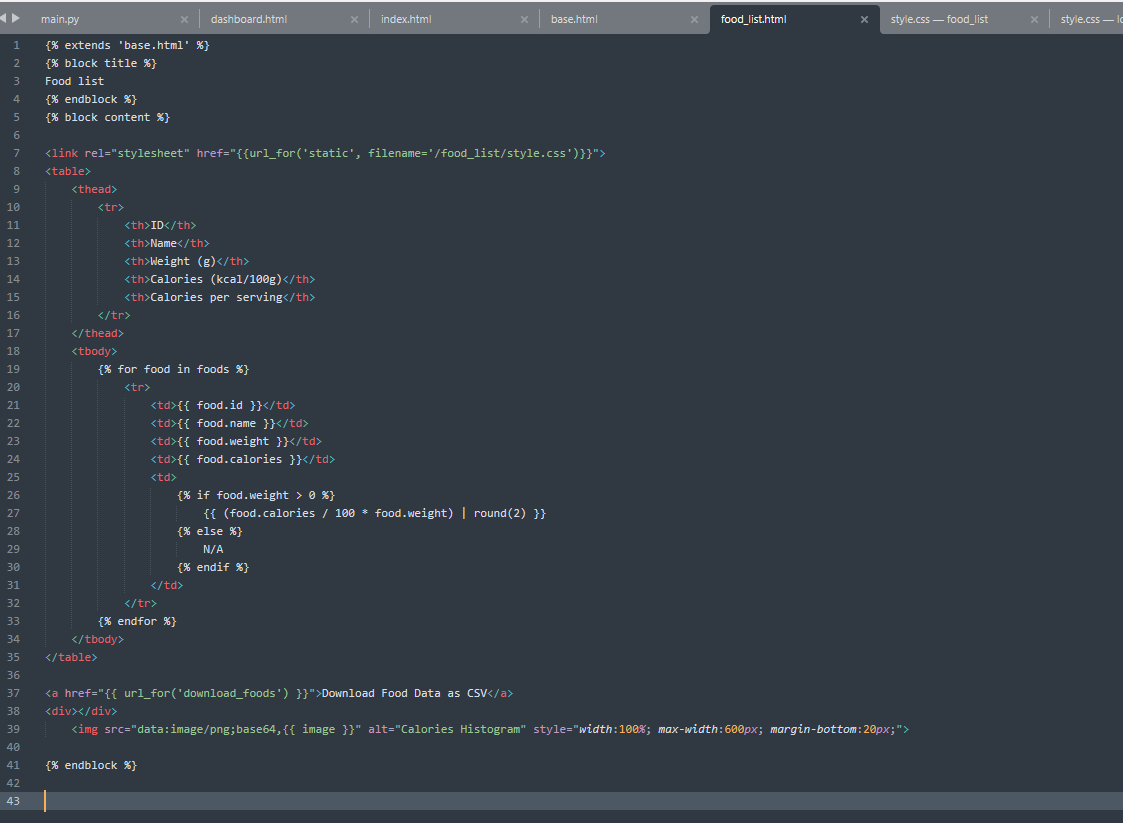 main.py × dashboard.html × index.html × base.html × food_list.html × style.css — food_list × style.css —
1 {% extends 'base.html' %}
2 {% block title %}
3 Food list
4 {% endblock %}
5 {% block content %}
6
7 <link rel="stylesheet" href="{{url_for('static', filename='/food_list/style.css')}}">
8 <table>
9 <thead>
10 <tr>
11 <th>ID</th>
12 <th>Name</th>
13 <th>Weight (g)</th>
14 <th>Calories (kcal/100g)</th>
15 <th>Calories per serving</th>
16 </tr>
17 </thead>
18 <tbody>
19 {% for food in foods %}
20 <tr>
21 <td>{{ food.id }}</td>
22 <td>{{ food.name }}</td>
23 <td>{{ food.weight }}</td>
24 <td>{{ food.calories }}</td>
25 <td>
26 {% if food.weight > 0 %}
27 {{ (food.calories / 100 * food.weight) | round(2) }}
28 {% else %}
29 N/A
30 {% endif %}
31 </td>
32 </tr>
33 {% endfor %}
34 </tbody>
35 </table>
36
37 <a href="{{ url_for('download_foods') }}">Download Food Data as CSV</a>
38 <div></div>
39 <img src="data:image/png;base64,{{ image }}" alt="Calories Histogram" style="width:100%; max-width:600px; margin-bottom:20px;">
40
41 {% endblock %}
42
43